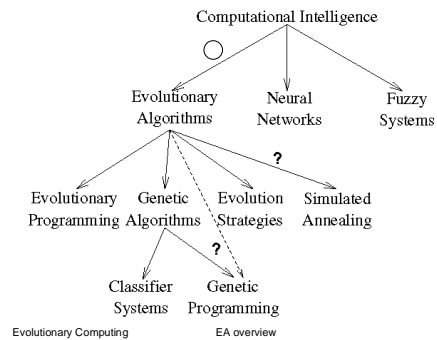 Computational Intelligence
Evolutionary Neural Fuzzy
Algorithms Networks Systems
?
Evolutionary Genetic Evolution Simulated
Programming Algorithms Strategies Annealing
?
Classifier Genetic
Systems Programming
Evolutionary Computing EA overview